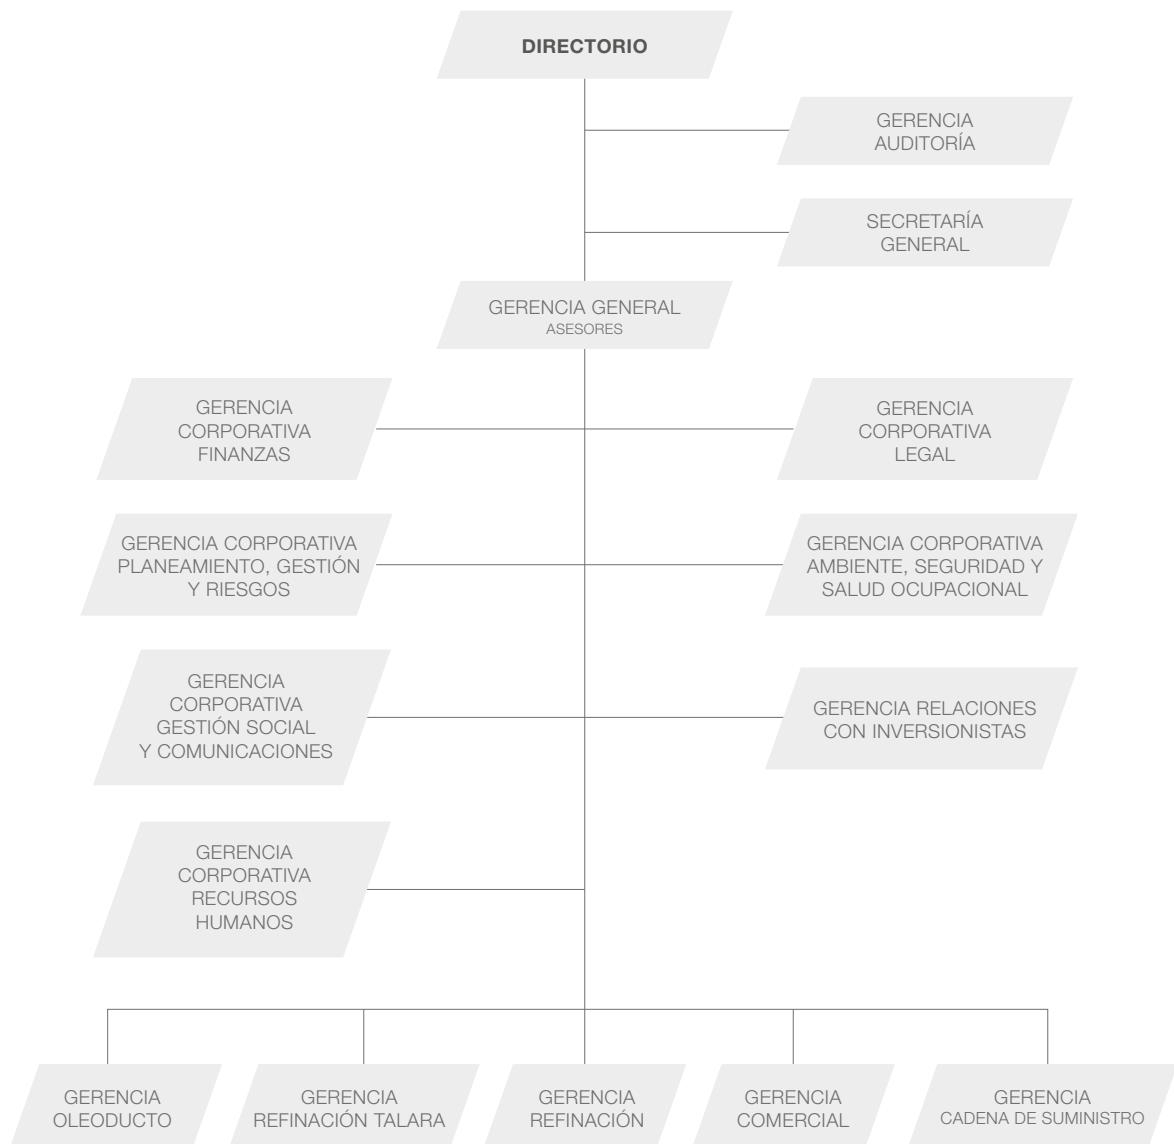 DIRECTORIO
GERENCIA
AUDITORÍA
SECRETARÍA
GENERAL
GERENCIA GENERAL
ASESORES
GERENCIA
CORPORATIVA
FINANZAS
GERENCIA
CORPORATIVA
LEGAL
GERENCIA CORPORATIVA
PLANEAMIENTO, GESTIÓN
Y RIESGOS
GERENCIA CORPORATIVA
AMBIENTE, SEGURIDAD Y
SALUD OCUPACIONAL
GERENCIA
CORPORATIVA
GESTIÓN SOCIAL
Y COMUNICACIONES
GERENCIA RELACIONES
CON INVERSIONISTAS
GERENCIA
CORPORATIVA
RECURSOS
HUMANOS
GERENCIA
OLEODUCTO
GERENCIA
REFINACIÓN TALARA
GERENCIA
REFINACIÓN
GERENCIA
COMERCIAL
GERENCIA
CADENA DE SUMINISTRO